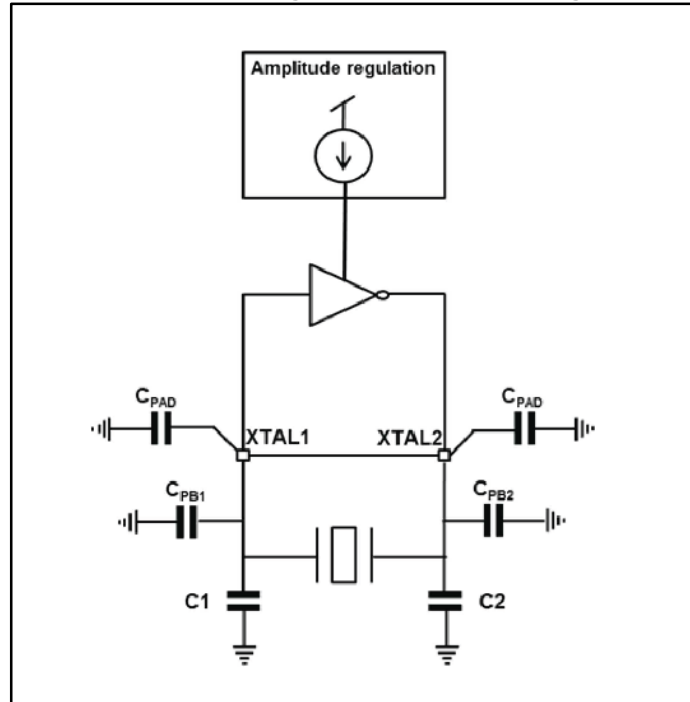 Amplitude regulation
CPAD
CPAD
XTAL1
XTAL2
CPB1
CPB2
C1
C2